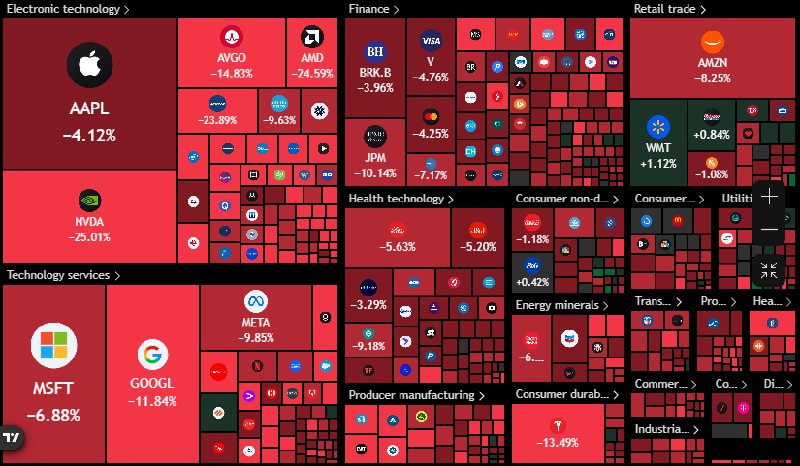 Electronic technology >
AAPL
−4.12%
NVDA
−25.01%
AVGO
−14.83%
AMD
−24.59%
−23.89%
−9.63%
Technology services >
MSFT
−6.88%
GOOGL
−11.84%
META
−9.85%
Finance >
BH
BRK.B
−3.96%
VISA
V
−4.76%
−4.25%
JPM
−10.14%
−7.17%
Health technology >
−5.63%
−5.20%
−3.29%
−9.18%
Producer manufacturing >
Consumer non-d... >
−1.18%
P&G
+0.42%
Energy minerals >
−6....
Consumer durab... >
−13.49%
Retail trade >
AMZN
−8.25%
WMT
+1.12%
+0.84%
−1.08%
Consumer... >
Utiliti
Trans... >
Pro... >
Hea... >
Commer... >
Co... >
Di... >
Industria... >